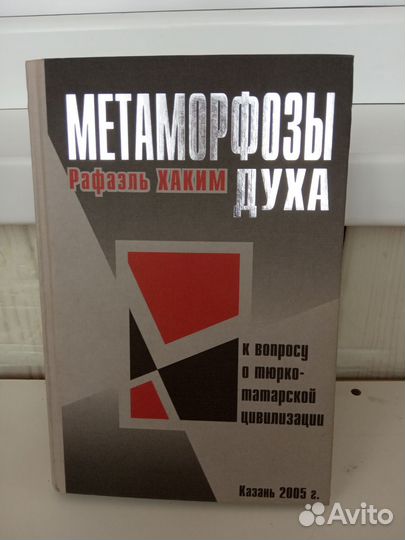 МЕТАМОРФОЗЫ
Рафаэль ХАКИМ ДУХА
к вопросу
о тюрко-
татарской
цивилизации
Казань 2005 г.
Avito